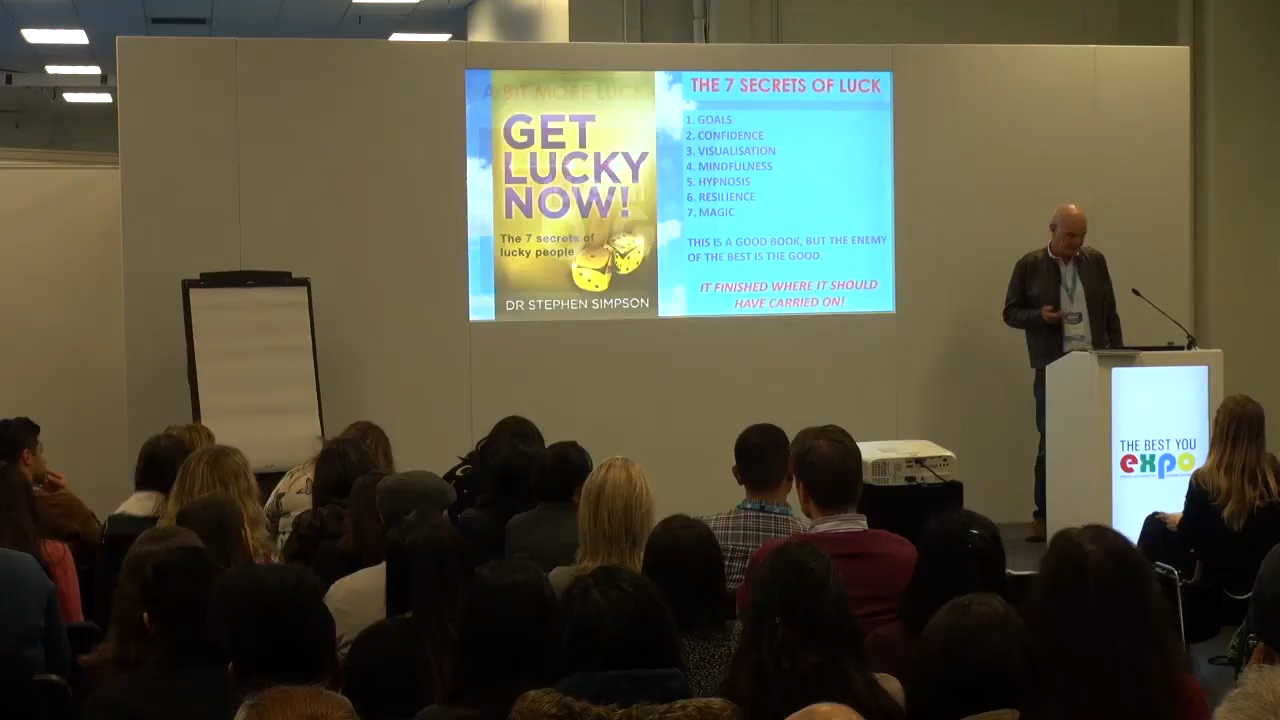 A BIT MORE LUCK
GET
LUCKY
NOW!
The 7 secrets of
lucky people
DR STEPHEN SIMPSON
THE 7 SECRETS OF LUCK
1. GOALS
2. CONFIDENCE
3. VISUALISATION
4. MINDFULNESS
5. HYPNOSIS
6. RESILIENCE
7. MAGIC
THIS IS A GOOD BOOK, BUT THE ENEMY
OF THE BEST IS THE GOOD.
IT FINISHED WHERE IT SHOULD
HAVE CARRIED ON!
THE BEST YOU
expo